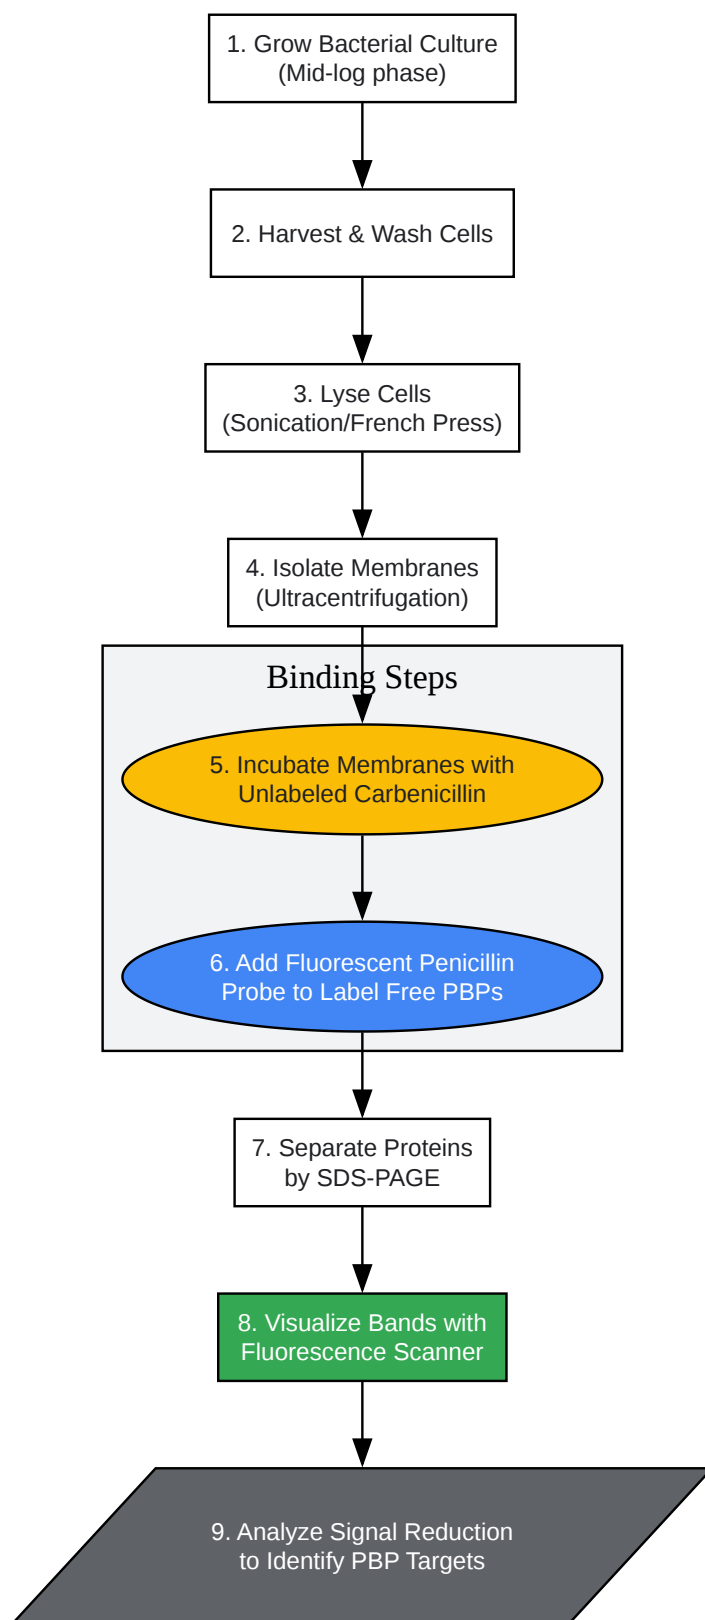 1. Grow Bacterial Culture
(Mid-log phase)
2. Harvest & Wash Cells
3. Lyse Cells
(Sonication/French Press)
4. Isolate Membranes
(Ultracentrifugation)
Binding Steps
5. Incubate Membranes with
Unlabeled Carbenicillin
6. Add Fluorescent Penicillin
Probe to Label Free PBPs
7. Separate Proteins
by SDS-PAGE
8. Visualize Bands with
Fluorescence Scanner
9. Analyze Signal Reduction
to Identify PBP Targets